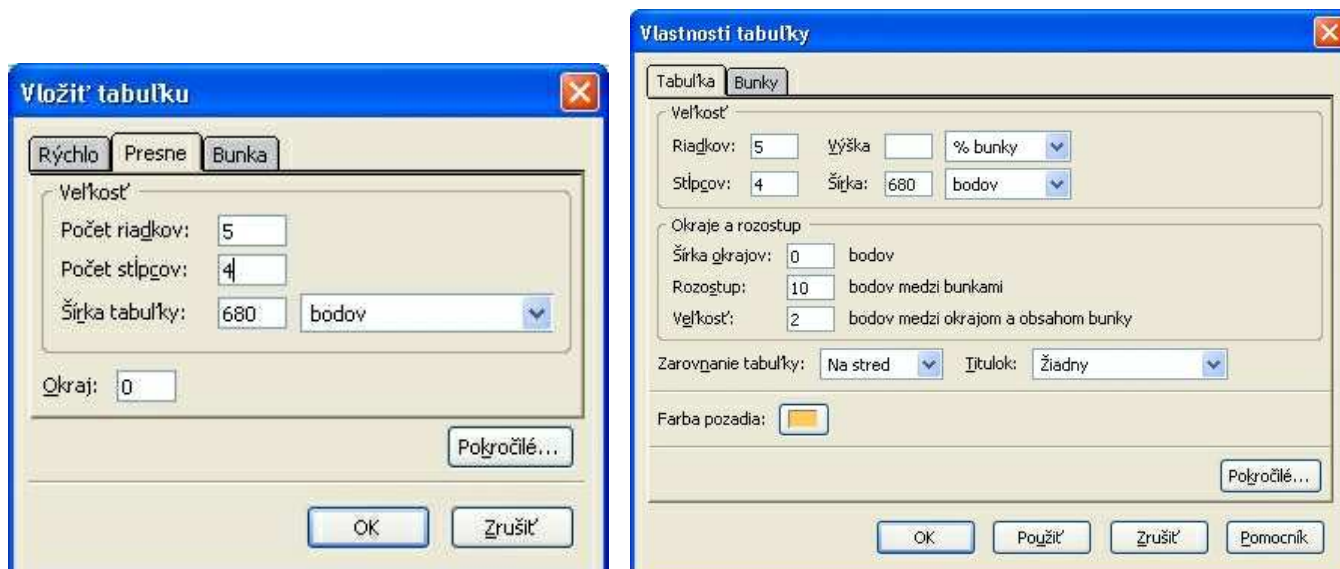 Vložiť tabuľku
Rýchlo Presne Bunka
Veľkosť
Počet riadkov: 5
Počet stĺpcov: 4
Šírka tabuľky: 680 bodov
Okraj: 0
Pokročilé...
OK Zrušiť
Vlastnosti tabuľky
Tabuľka Bunky
Veľkosť
Riadkov: 5 Výška % bunky
Stĺpcov: 4 Šírka: 680 bodov
Okraje a rozostup
Šírka okrajov: 0 bodov
Rozostup: 10 bodov medzi bunkami
Veľkosť: 2 bodov medzi okrajom a obsahom bunky
Zarovnanie tabuľky: Na stred Titulok: Žiadny
Farba pozadia:
Pokročilé...
OK Použiť Zrušiť Pomocník